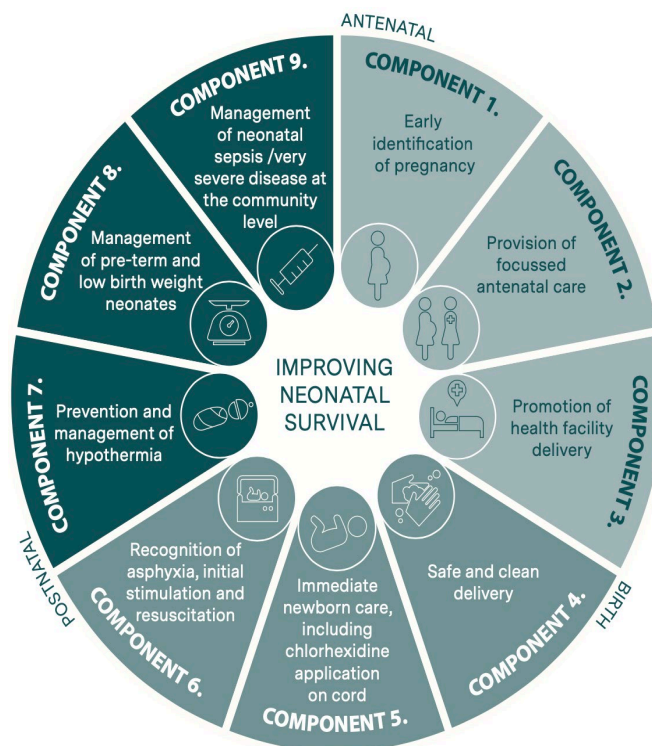 ANTENATAL
COMPONENT 1.
Early
identification
of pregnancy
COMPONENT 2.
Provision of
focussed
antenatal care
COMPONENT 3.
Promotion of
health facility
delivery
BIRTH
COMPONENT 4.
Safe and clean
delivery
COMPONENT 5.
Immediate
newborn care,
including
chlorhexidine
application
on cord
COMPONENT 6.
Recognition of
asphyxia, initial
stimulation and
resuscitation
POSTNATAL
COMPONENT 7.
Prevention and
management of
hypothermia
COMPONENT 8.
Management
of pre-term and
low birth weight
neonates
COMPONENT 9.
Management
of neonatal
sepsis /very
severe disease at
the community
level
IMPROVING
NEONATAL
SURVIVAL